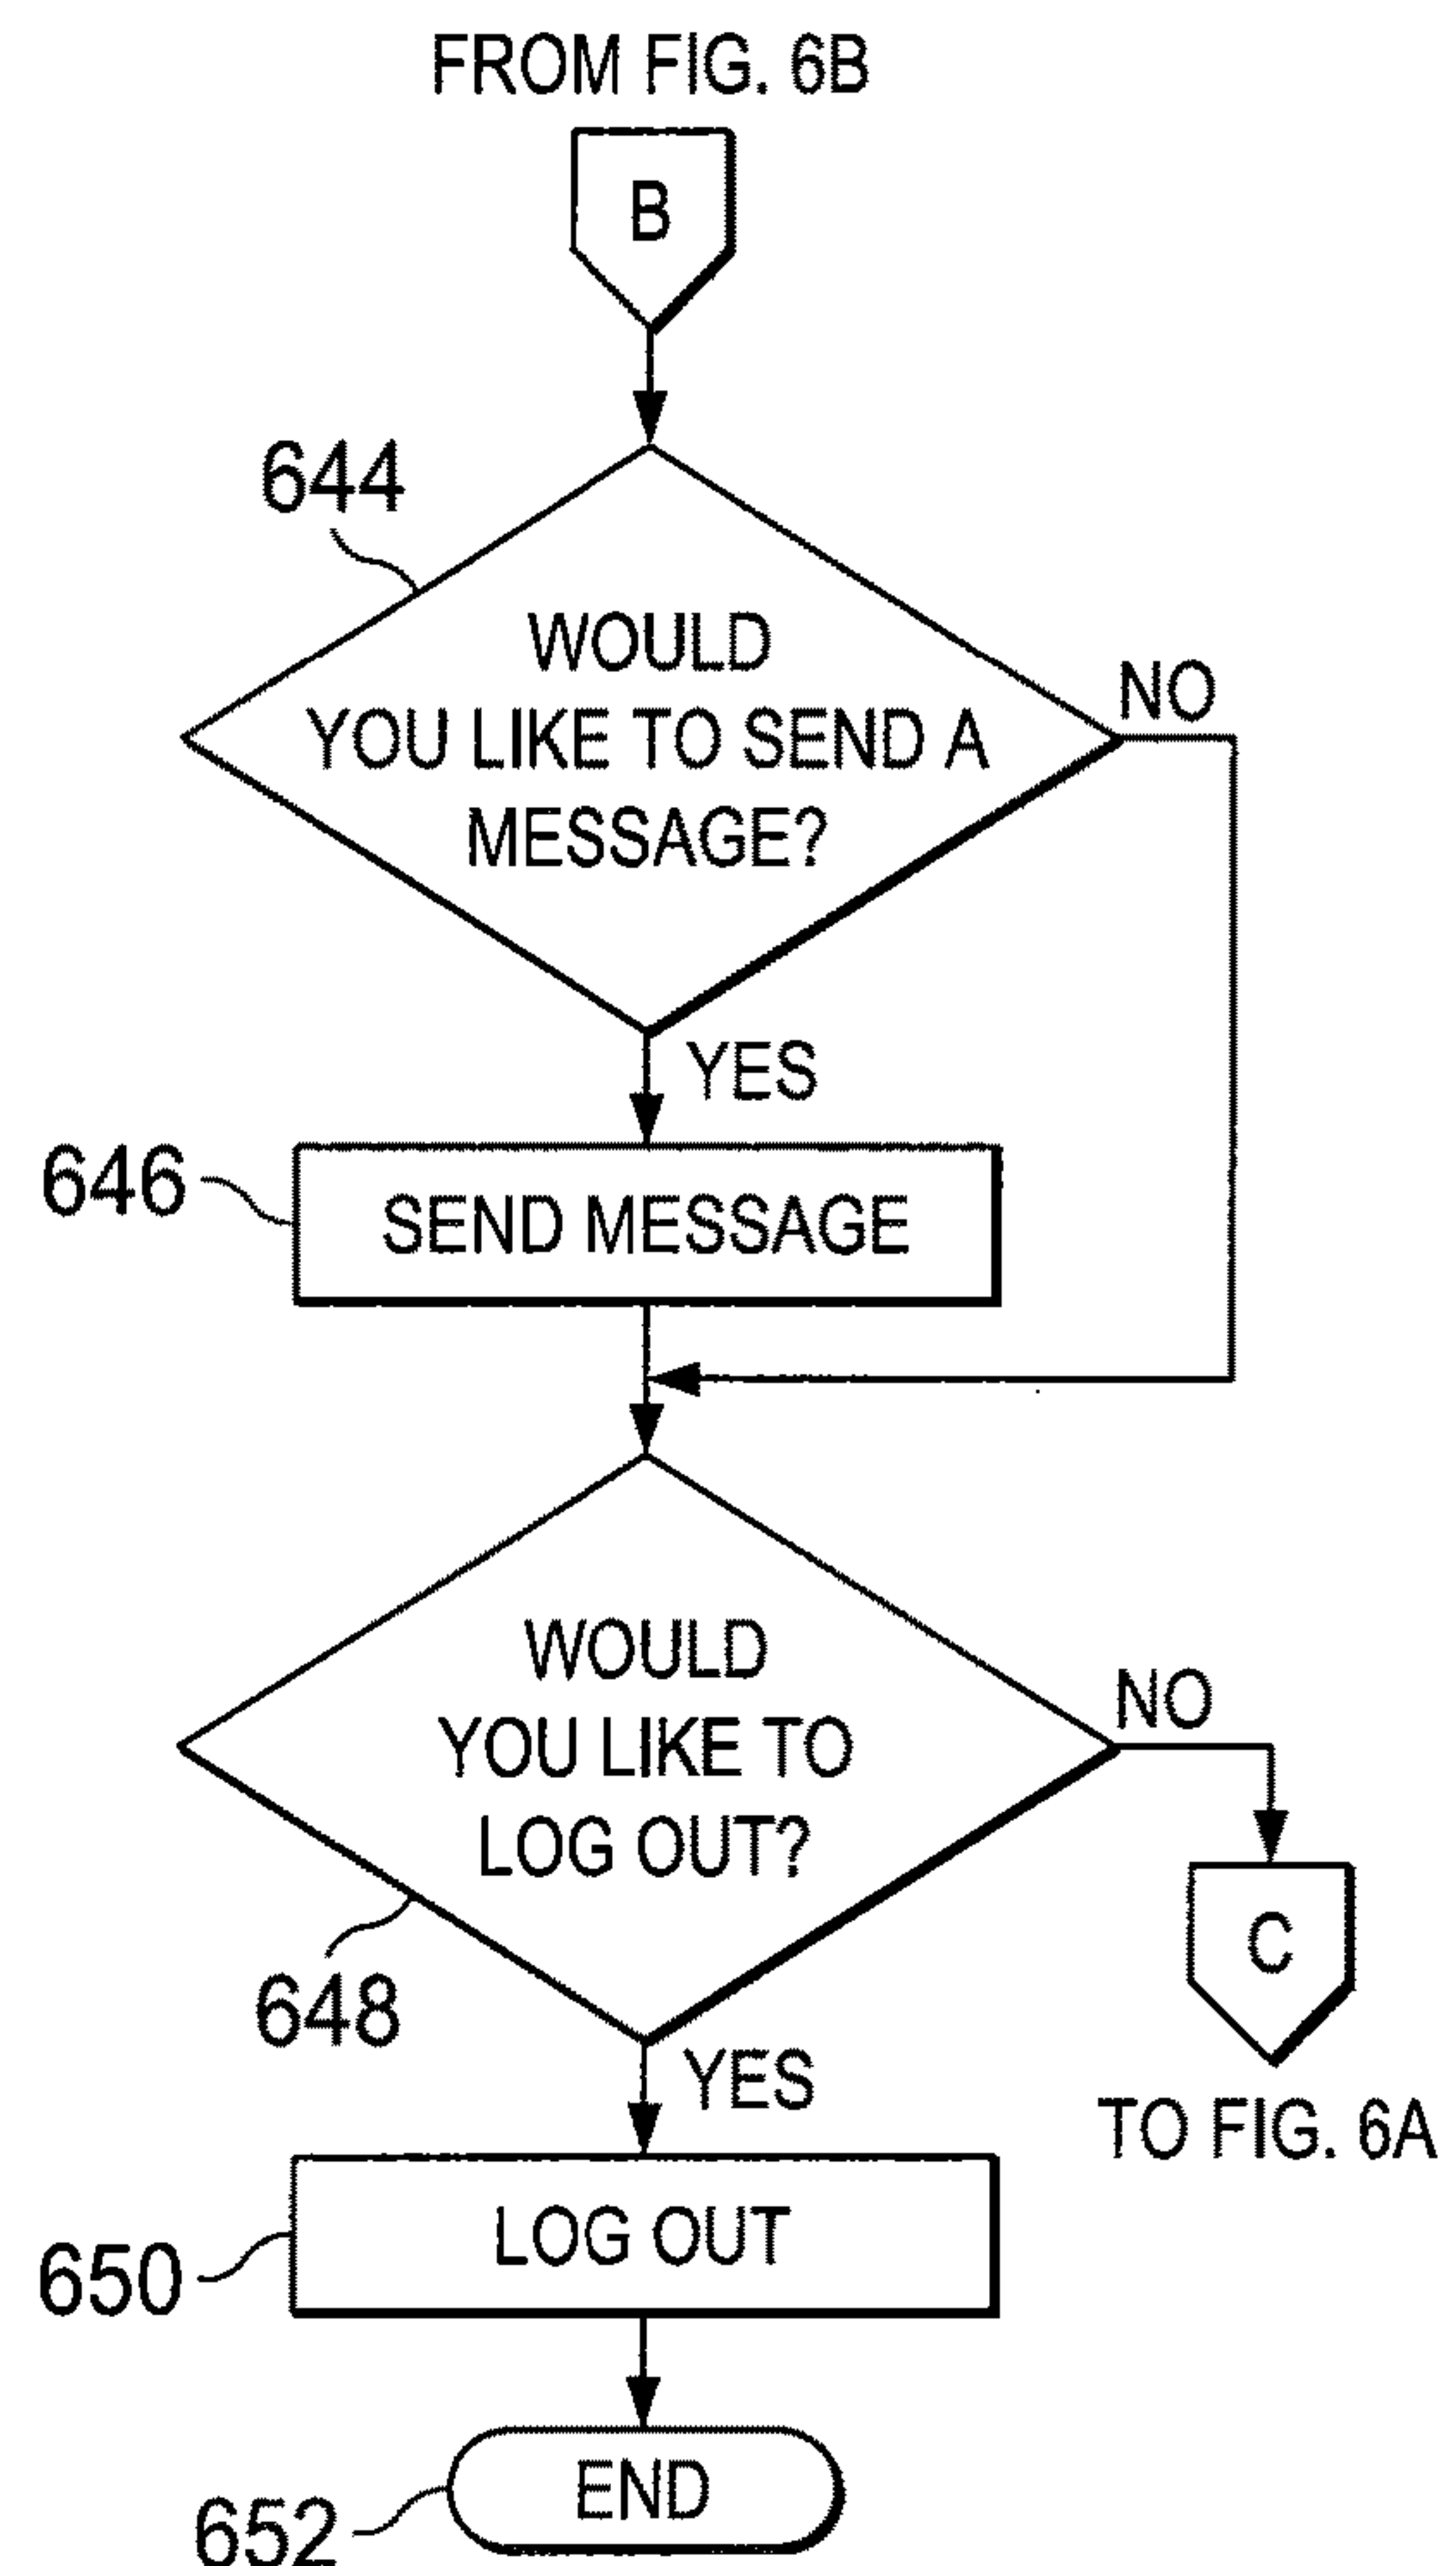 FROM FIG. 6B
B
644
WOULD
YOU LIKE TO SEND A
MESSAGE?
NO
YES
646
SEND MESSAGE
WOULD
YOU LIKE TO
LOG OUT?
NO
648
C
TO FIG. 6A
YES
650
LOG OUT
END
652